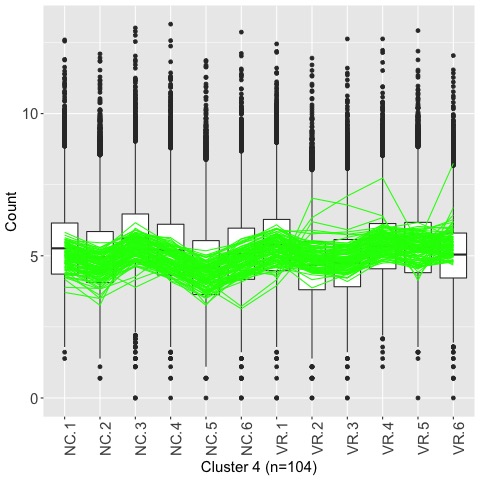 Count
10
5
0
NC.1
NC.2
NC.3
NC.4
NC.5
NC.6
VR.1
VR.2
VR.3
VR.4
VR.5
VR.6
Cluster 4 (n=104)